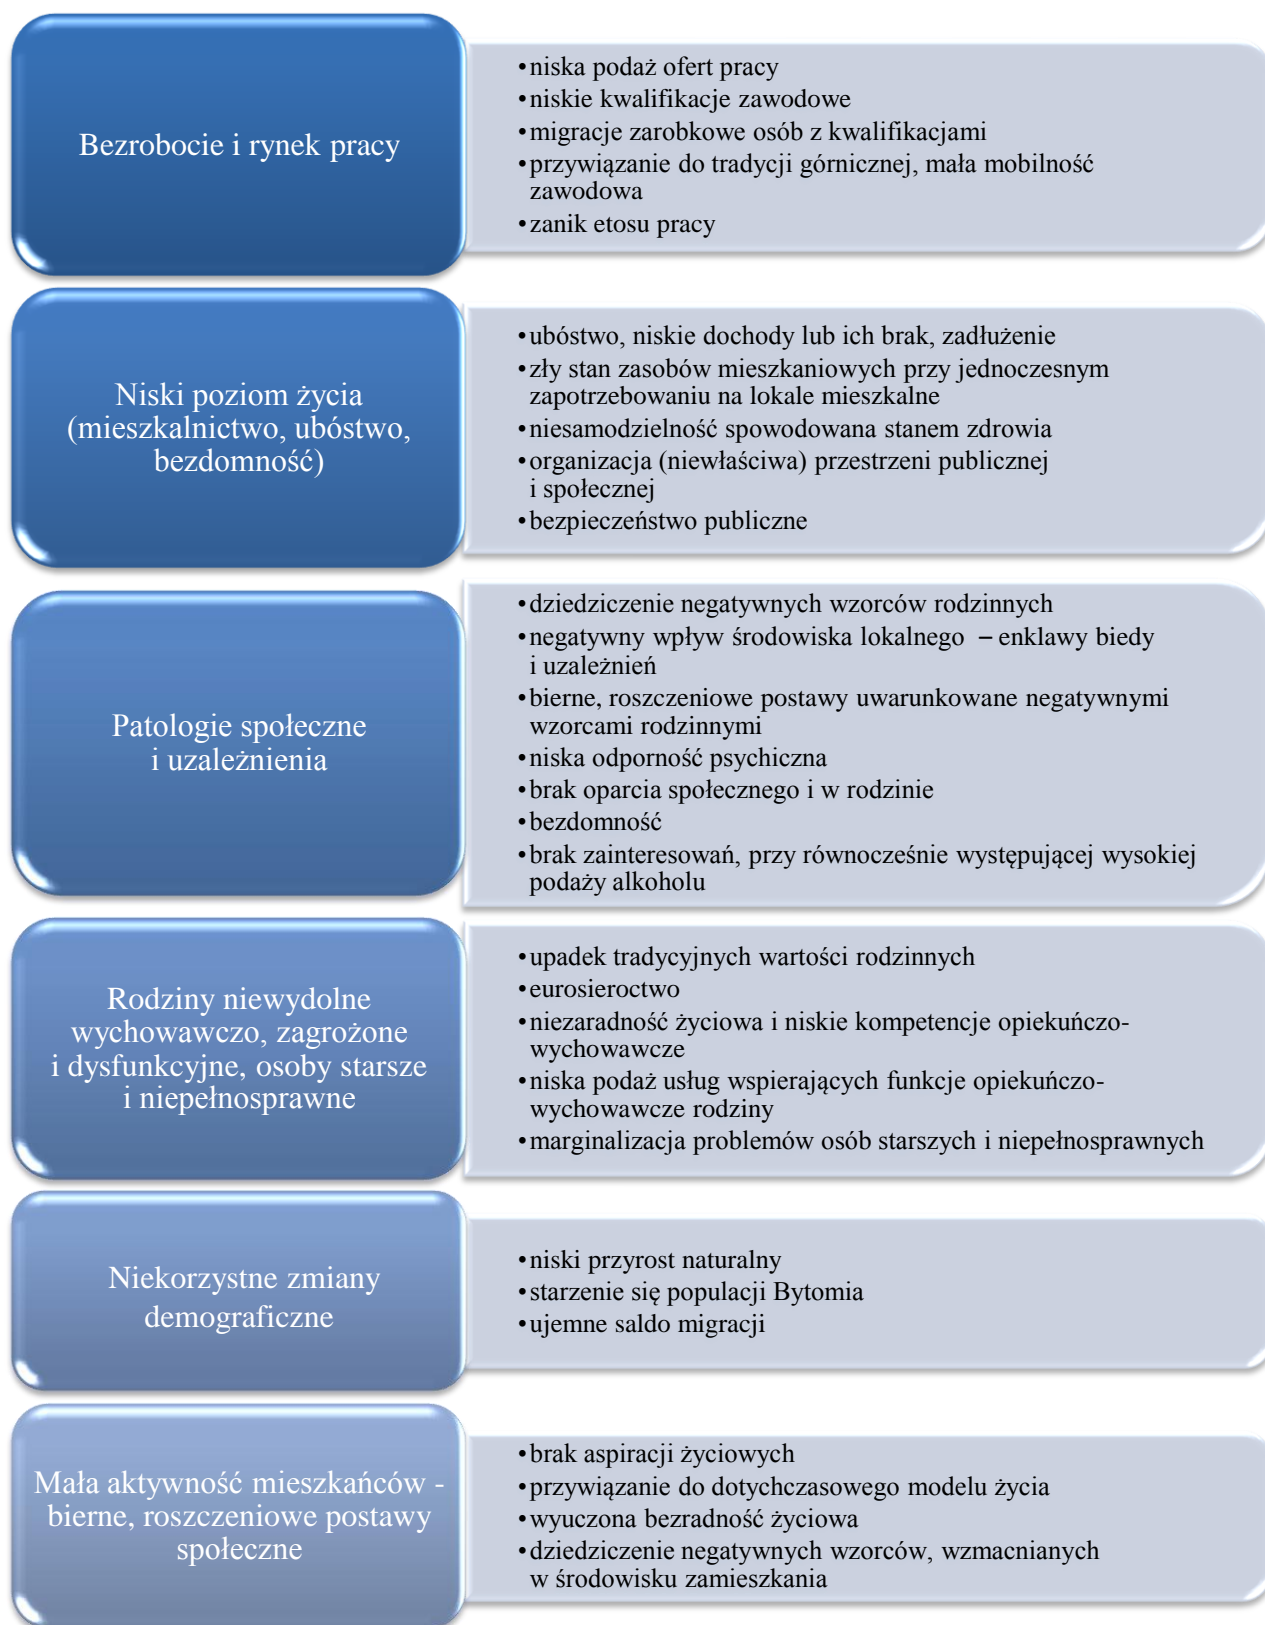 Bezrobocie i rynek pracy
•niska podaż ofert pracy
•niskie kwalifikacje zawodowe
•migracje zarobkowe osób z kwalifikacjami
•przywiązanie do tradycji górnicznej, mała mobilność
zawodowa
•zanik etosu pracy
Niski poziom życia
(mieszkalnictwo, ubóstwo,
bezdomność)
•ubóstwo, niskie dochody lub ich brak, zadłużenie
•zły stan zasobów mieszkaniowych przy jednoczesnym
zapotrzebowaniu na lokale mieszkalne
•niesamodzielność spowodowana stanem zdrowia
•organizacja (niewłaściwa) przestrzeni publicznej
i społecznej
•bezpieczeństwo publiczne
Patologie społeczne
i uzależnienia
•dziedziczenie negatywnych wzorców rodzinnych
•negatywny wpływ środowiska lokalnego – enklawy biedy
i uzależnień
•bierne, roszczeniowe postawy uwarunkowane negatywnymi
wzorcami rodzinnymi
•niska odporność psychiczna
•brak oparcia społecznego i w rodzinie
•bezdomność
•brak zainteresowań, przy równocześnie występującej wysokiej
podaży alkoholu
Rodziny niewydolne
wychowawczo, zagrożone
i dysfunkcyjne, osoby starsze
i niepełnosprawne
•upadek tradycyjnych wartości rodzinnych
•eurosieroctwo
•niezaradność życiowa i niskie kompetencje opiekuńczo-
wychowawcze
•niska podaż usług wspierających funkcje opiekuńczo-
wychowawcze rodziny
•marginalizacja problemów osób starszych i niepełnosprawnych
Niekorzystne zmiany
demograficzne
•niski przyrost naturalny
•starzenie się populacji Bytomia
•ujemne saldo migracji
Mała aktywność mieszkańców -
bierne, roszczeniowe postawy
społeczne
•brak aspiracji życiowych
•przywiązanie do dotychczasowego modelu życia
•wyuczona bezradność życiowa
•dziedziczenie negatywnych wzorców, wzmacnianych
w środowisku zamieszkania